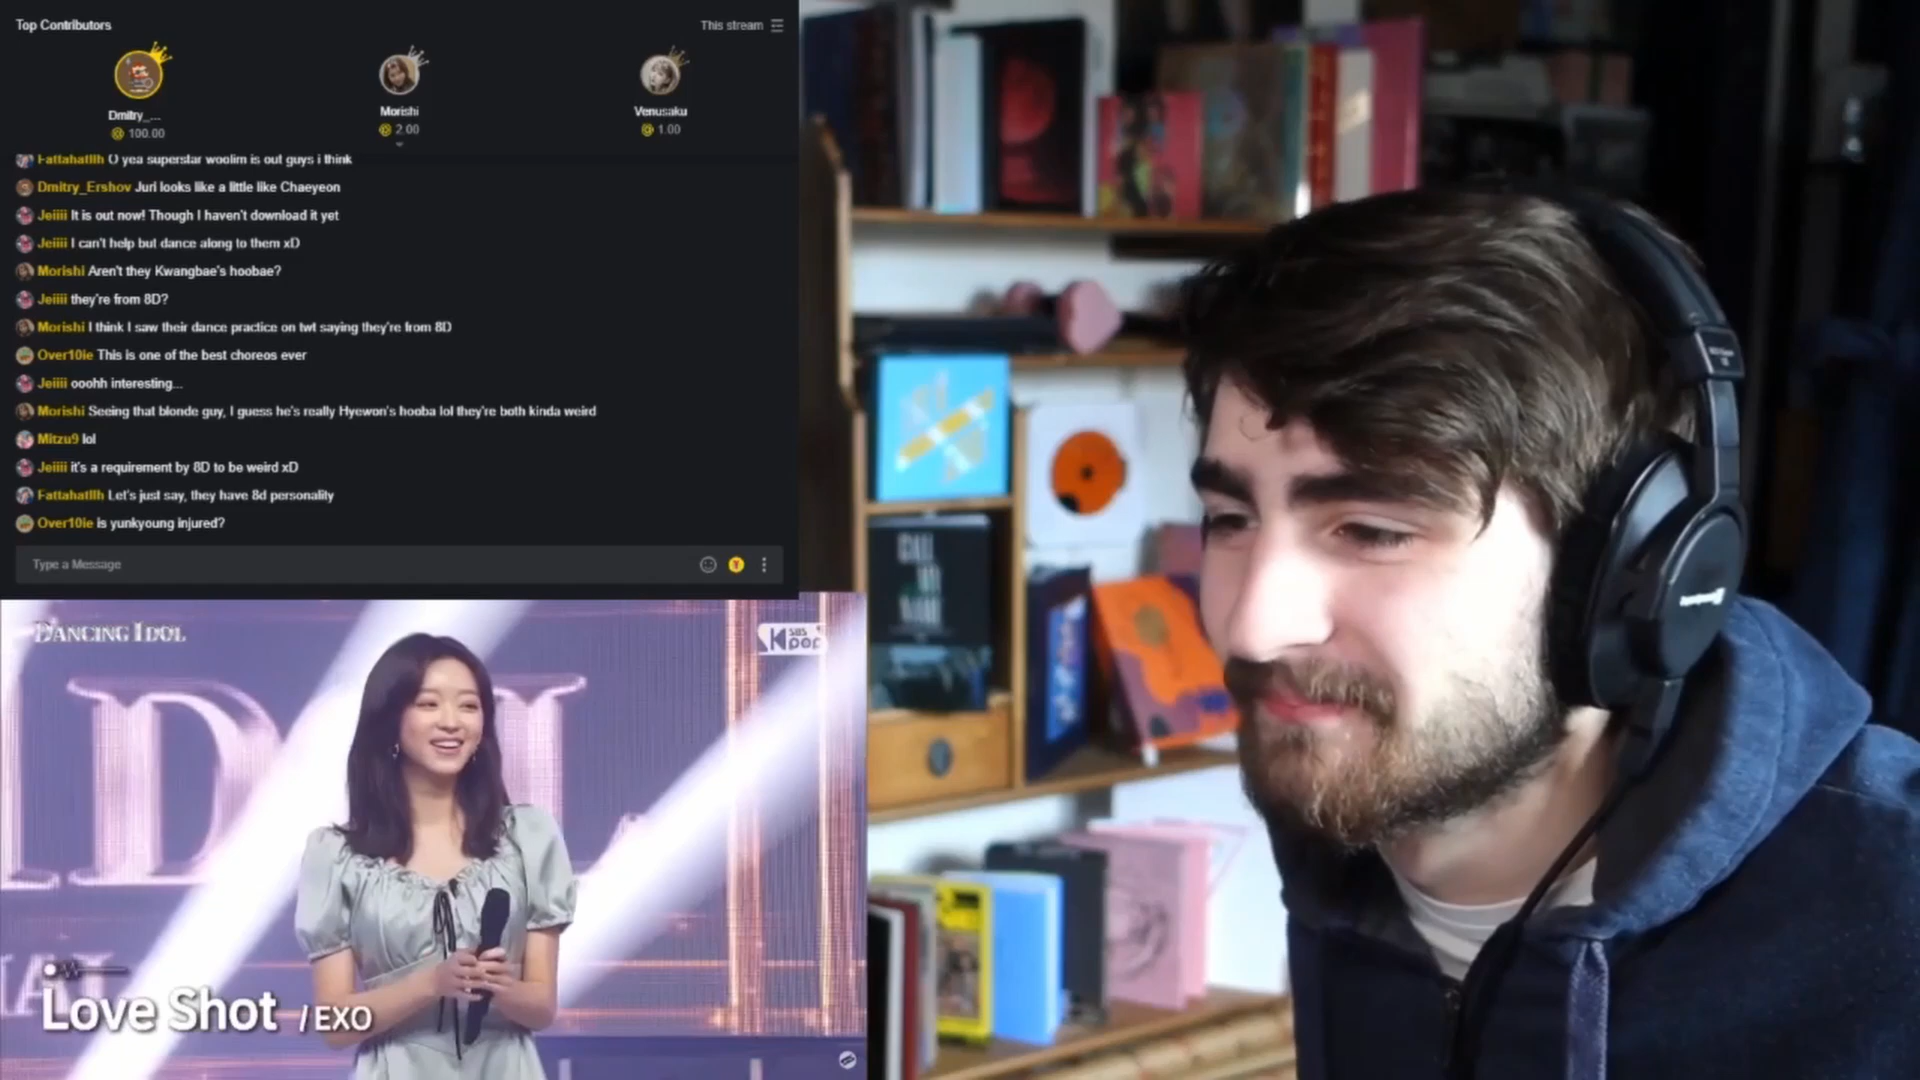 Top Contributors
This stream
Dmitry_...
100.00
Morishi
2.00
Venusaku
1.00
Fattahatllh O yea superstar woolim is out guys i think
Dmitry_Ershov Juri looks like a little like Chaeyeon
Jeiiii It is out now! Though I haven't download it yet
Jeiiii I can't help but dance along to them xD
Morishi Aren't they Kwangbae's hoobae?
Jeiiii they're from 8D?
Morishi I think I saw their dance practice on twt saying they're from 8D
Over10ie This is one of the best choreos ever
Jeiiii ooohh interesting...
Morishi Seeing that blonde guy, I guess he's really Hyewon's hooba lol they're both kinda weird
Mitzu9 lol
Jeiiii it's a requirement by 8D to be weird xD
Fattahatllh Let's just say, they have 8d personality
Over10ie is yunkyoung injured?
Type a Message
DANCING IDOL
SBS
Kpop
Love Shot / EXO
CALL
MY
NAME